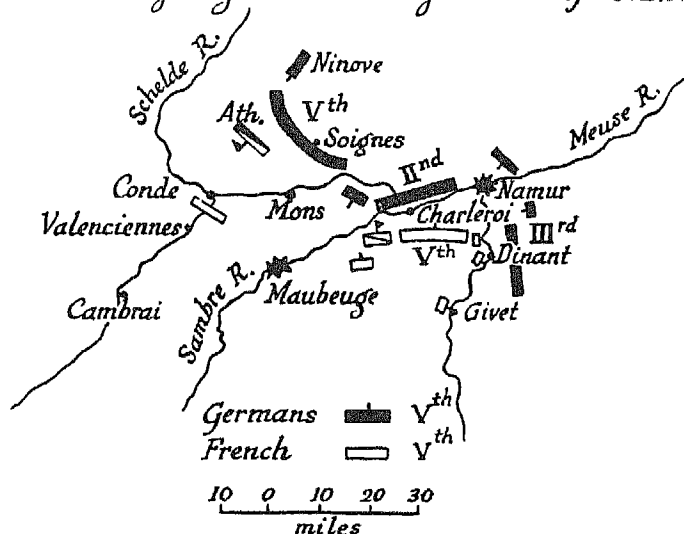 Schelde R.
Ninove
Meuse R.
Ath.
Vth
Soignes
IInd
Conde
Mons
Namur
Charleroi
Valenciennes
Vth
IIIrd
Dinant
Sambre R.
Maubeuge
Cambrai
Givet
Germans Vth
French Vth
10 0 10 20 30
miles